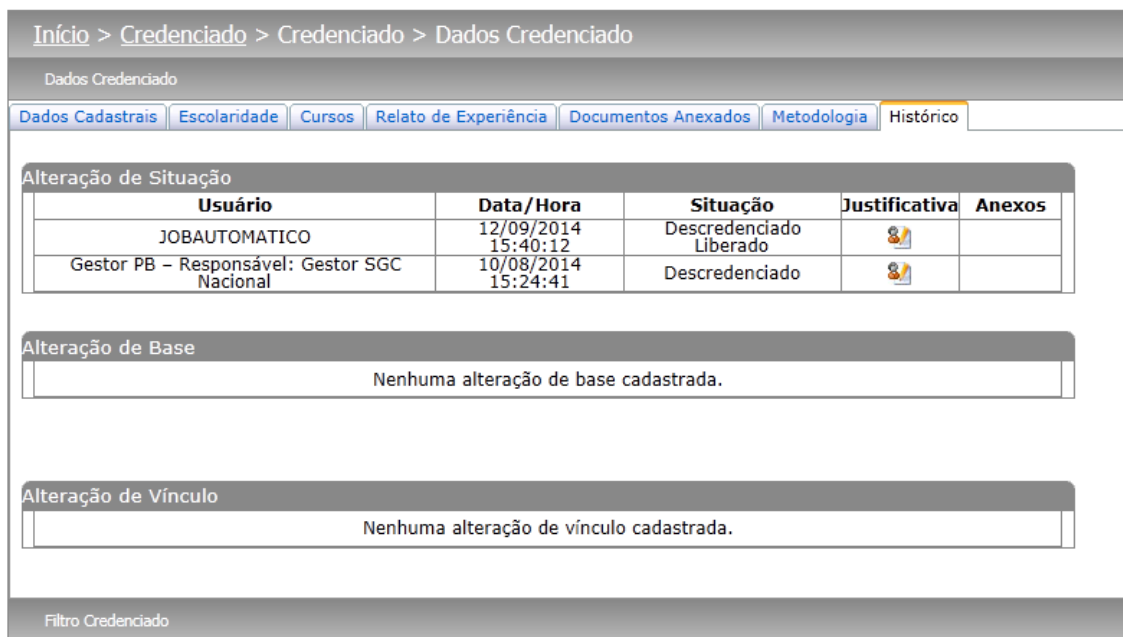 Início > Credenciado > Credenciado > Dados Credenciado
Dados Credenciado
Dados Cadastrais Escolaridade Cursos Relato de Experiência Documentos Anexados Metodologia Histórico
Alteração de Situação
Usuário Data/Hora Situação Justificativa Anexos
JOBAUTOMATICO 12/09/2014 15:40:12 Descredenciado Liberado
Gestor PB – Responsável: Gestor SGC Nacional 10/08/2014 15:24:41 Descredenciado
Alteração de Base
Nenhuma alteração de base cadastrada.
Alteração de Vínculo
Nenhuma alteração de vínculo cadastrada.
Filtro Credenciado